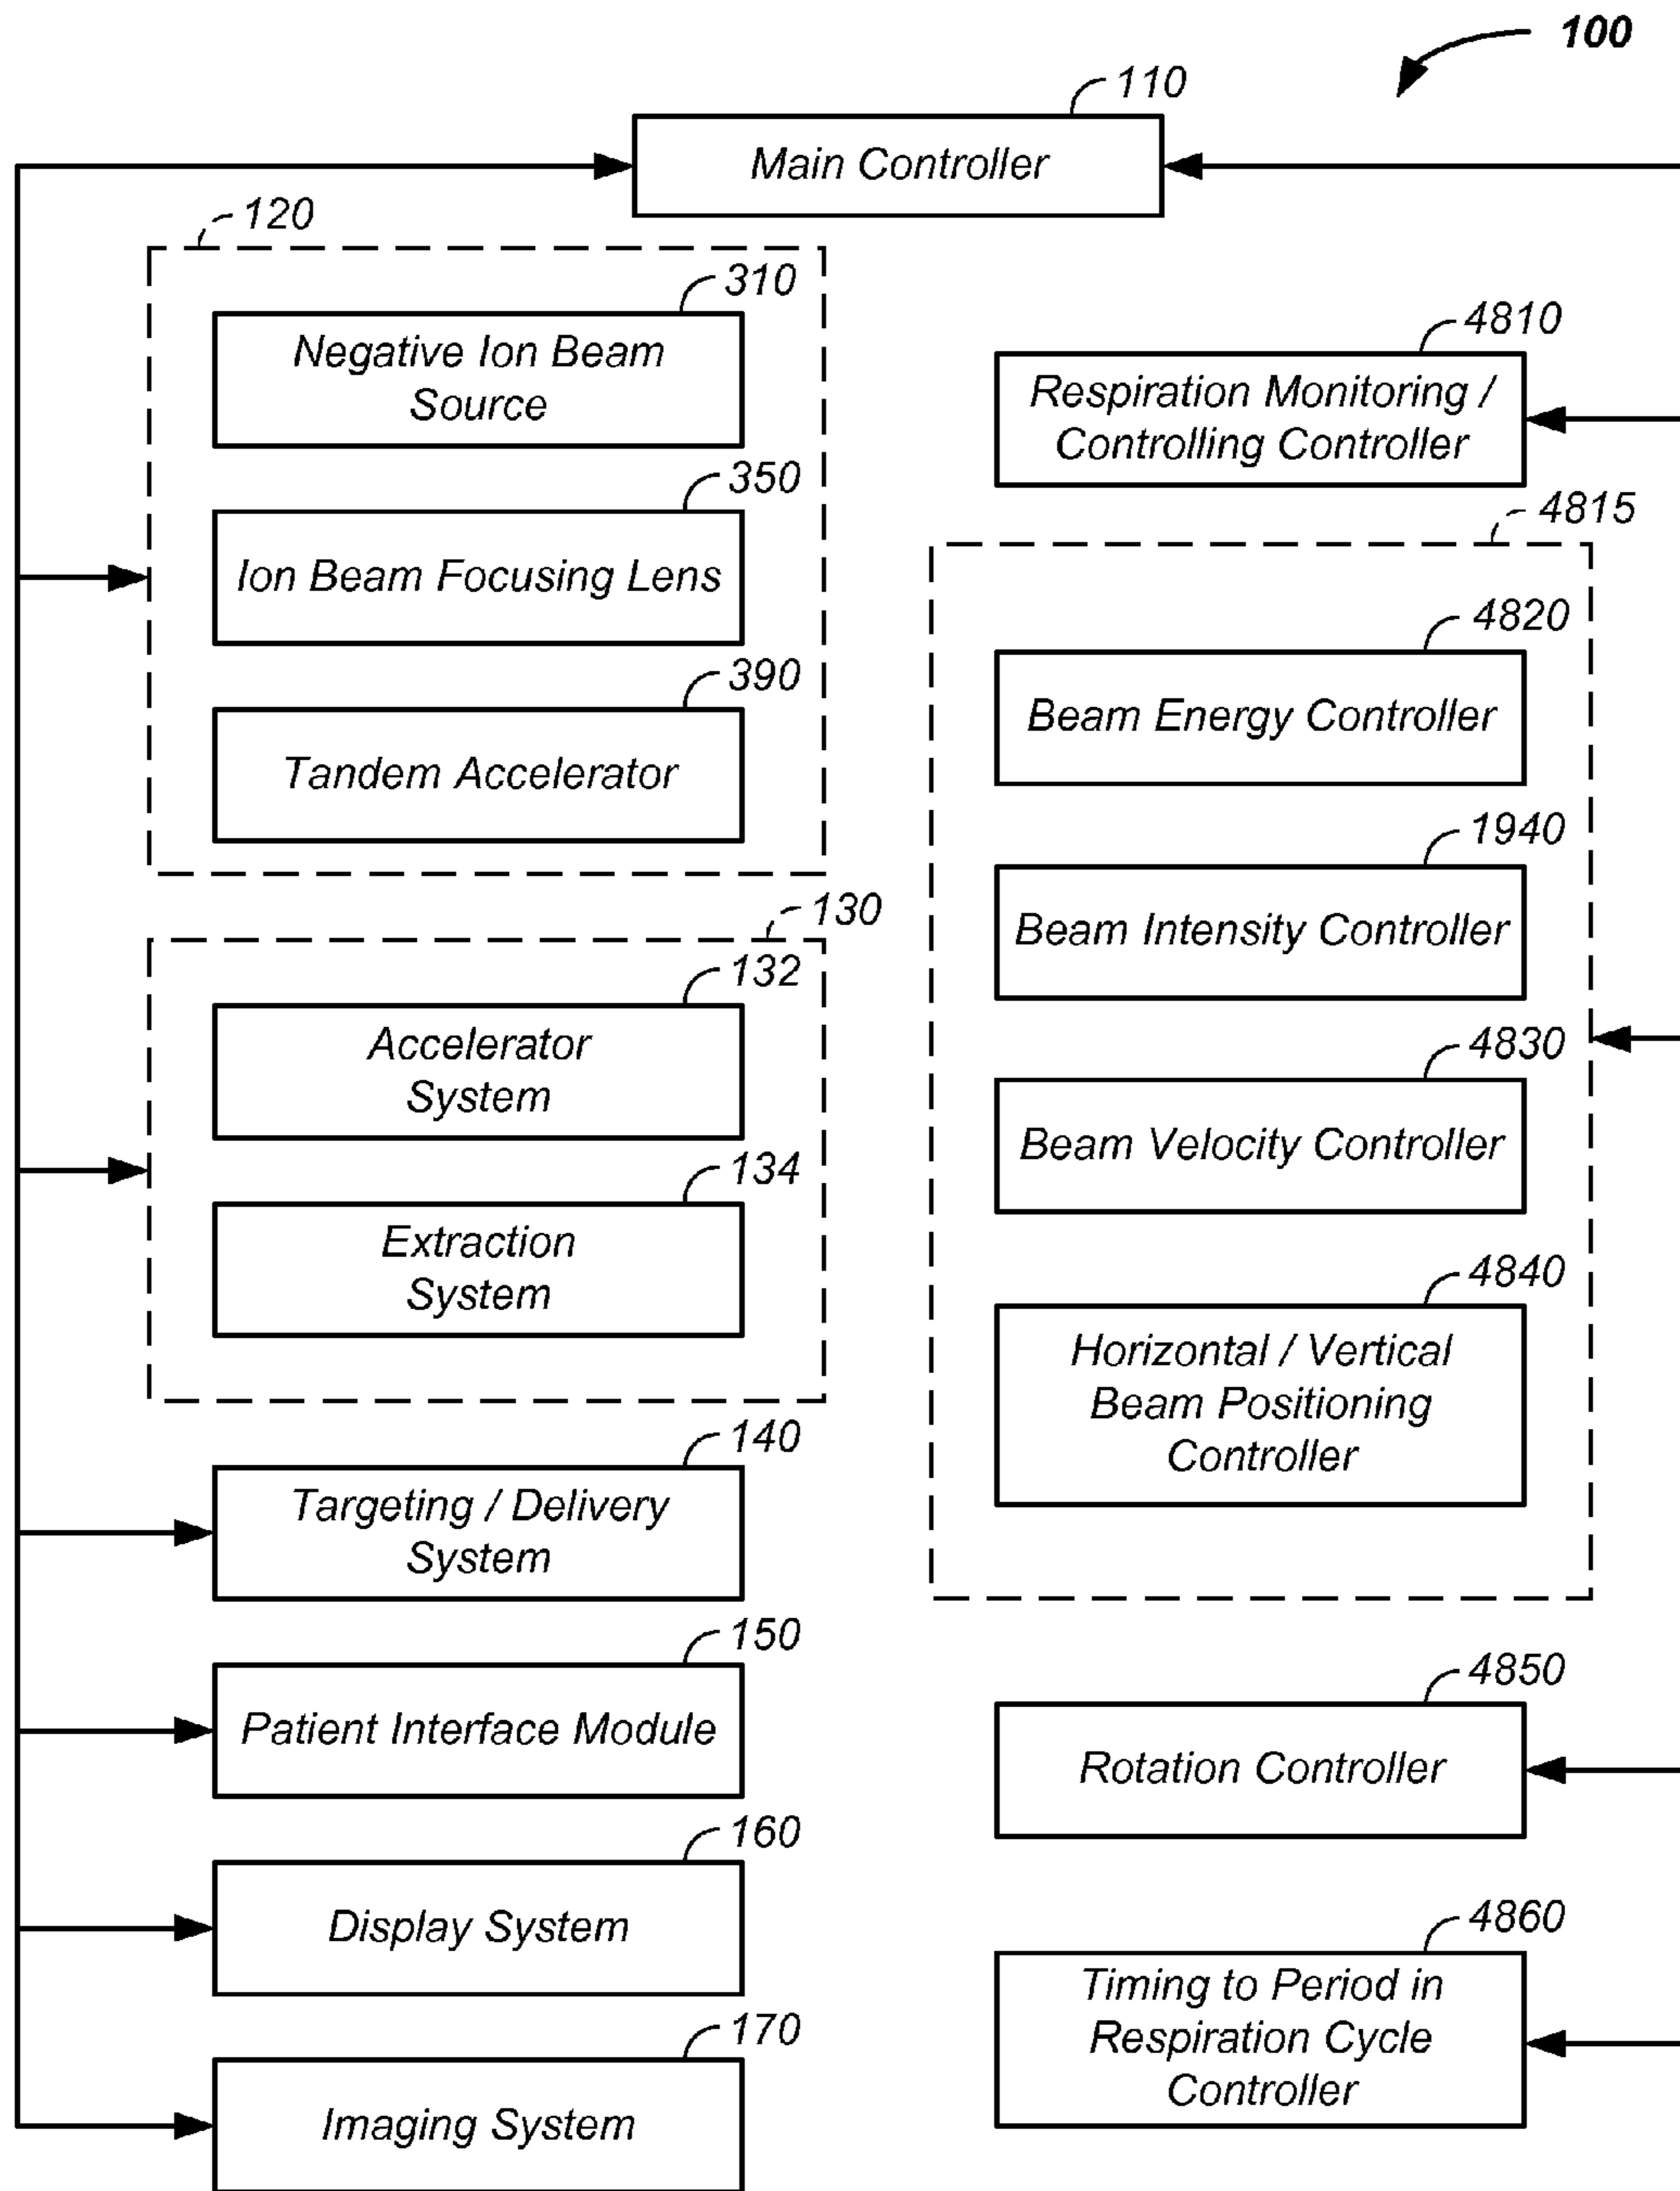 100
110
Main Controller
120
310
Negative Ion Beam
Source
350
Ion Beam Focusing Lens
390
Tandem Accelerator
130
132
Accelerator
System
134
Extraction
System
140
Targeting / Delivery
System
150
Patient Interface Module
160
Display System
170
Imaging System
4810
Respiration Monitoring /
Controlling Controller
4815
4820
Beam Energy Controller
1940
Beam Intensity Controller
4830
Beam Velocity Controller
4840
Horizontal / Vertical
Beam Positioning
Controller
4850
Rotation Controller
4860
Timing to Period in
Respiration Cycle
Controller